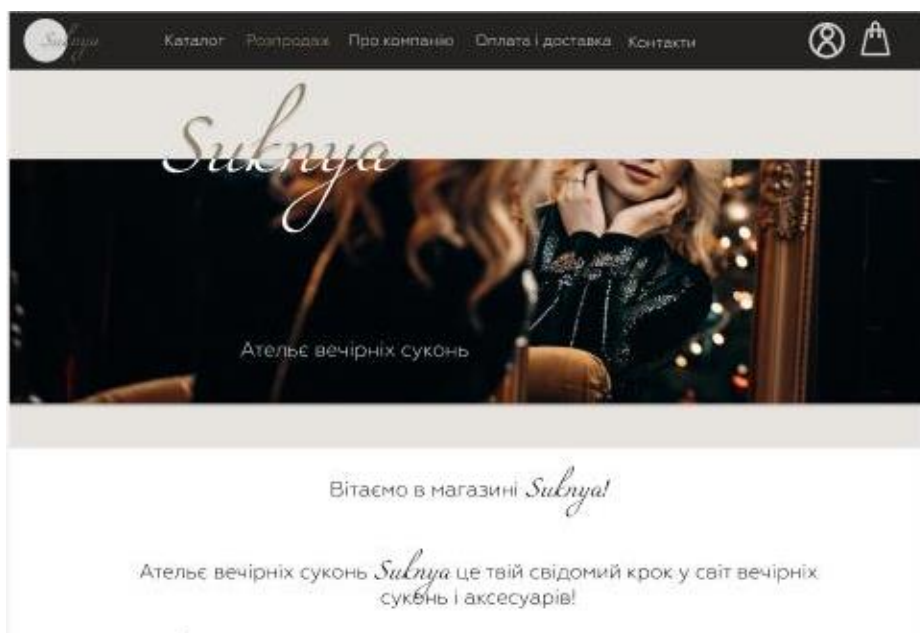 Suknya
Каталог Розпродаж Про компанію Оплата і доставка Контакти
Suknya
Ательє вечірніх суконь
Вітаємо в магазині Suknya!
Ательє вечірніх суконь Suknya це твій свідомий крок у світ вечірніх
суконь і аксесуарів!